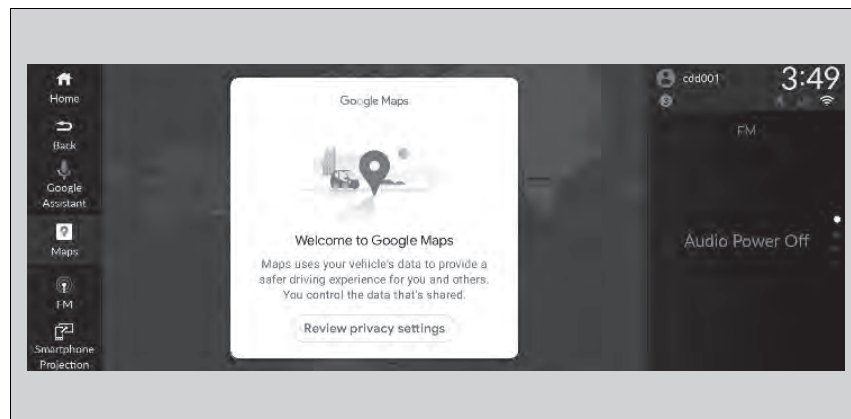 Home
Back
Google
Assistant
Maps
FM
Smartphone
Projection
Google Maps
Welcome to Google Maps
Maps uses your vehicle's data to provide a
safer driving experience for you and others.
You control the data that's shared.
Review privacy settings
cdd001
3:49
FM
Audio Power Off